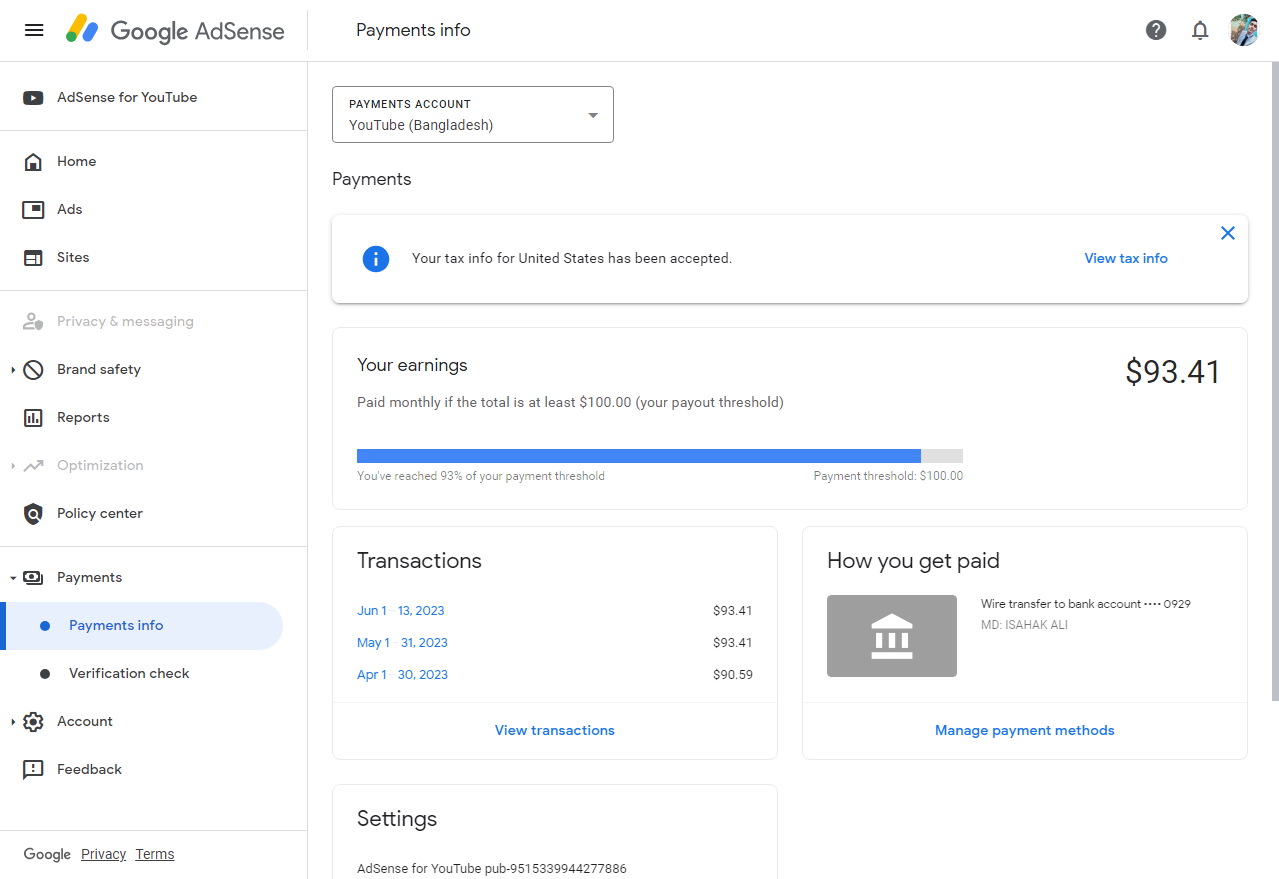 Google AdSense
Payments info
AdSense for YouTube
Home
Ads
Sites
Privacy & messaging
Brand safety
Reports
Optimization
Policy center
Payments
Payments info
Verification check
Account
Feedback
Google Privacy Terms
PAYMENTS ACCOUNT
YouTube (Bangladesh)
Payments
Your tax info for United States has been accepted.
View tax info
Your earnings
$93.41
Paid monthly if the total is at least $100.00 (your payout threshold)
You've reached 93% of your payment threshold
Payment threshold: $100.00
Transactions
Jun 1 – 13, 2023 $93.41
May 1 – 31, 2023 $93.41
Apr 1 – 30, 2023 $90.59
View transactions
How you get paid
Wire transfer to bank account •••• 0929
MD: ISAHAK ALI
Manage payment methods
Settings
AdSense for YouTube pub-9515339944277886